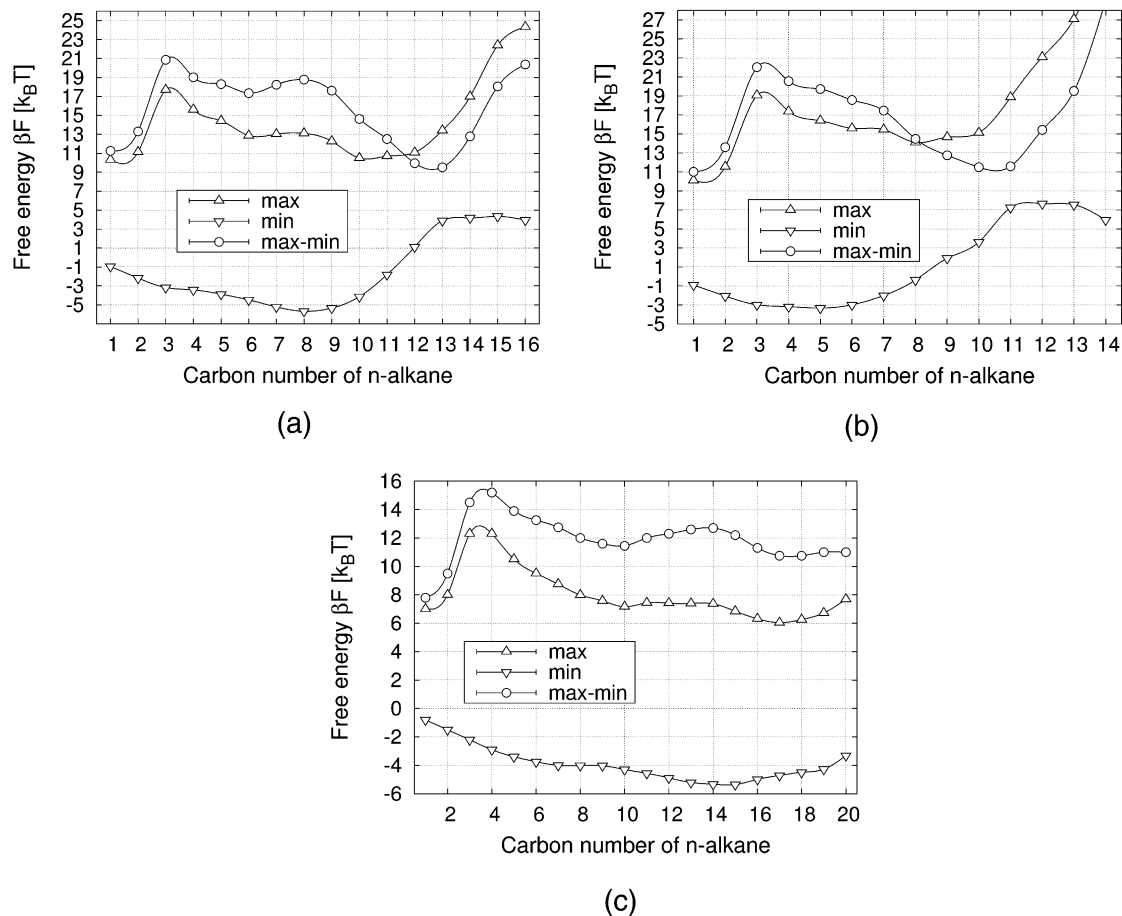 25
23
21
19
17
15
13
11
9
7
5
3
1
-1
-3
-5
Free energy βF [kBT]
max
min
max-min
1 2 3 4 5 6 7 8 9 10 11 12 13 14 15 16
Carbon number of n-alkane
(a)
27
25
23
21
19
17
15
13
11
9
7
5
3
1
-1
-3
-5
Free energy βF [kBT]
max
min
max-min
1 2 3 4 5 6 7 8 9 10 11 12 13 14
Carbon number of n-alkane
(b)
16
14
12
10
8
6
4
2
0
-2
-4
-6
Free energy βF [kBT]
max
min
max-min
2 4 6 8 10 12 14 16 18 20
Carbon number of n-alkane
(c)